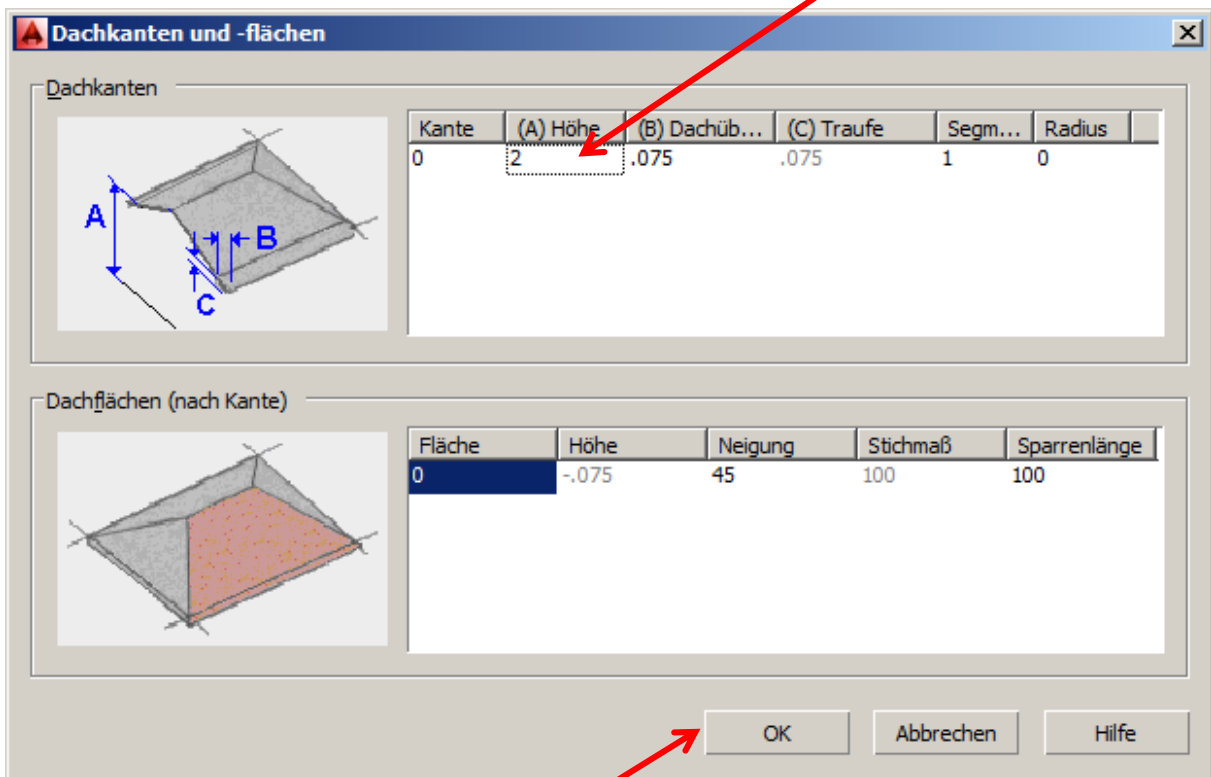 Dachkanten und -flächen
Dachkanten
Kante (A) Höhe (B) Dachüb... (C) Traufe Segm... Radius
0 2 .075 .075 1 0
A
B
C
Dachflächen (nach Kante)
Fläche Höhe Neigung Stichmaß Sparrenlänge
0 -.075 45 100 100
OK Abbrechen Hilfe